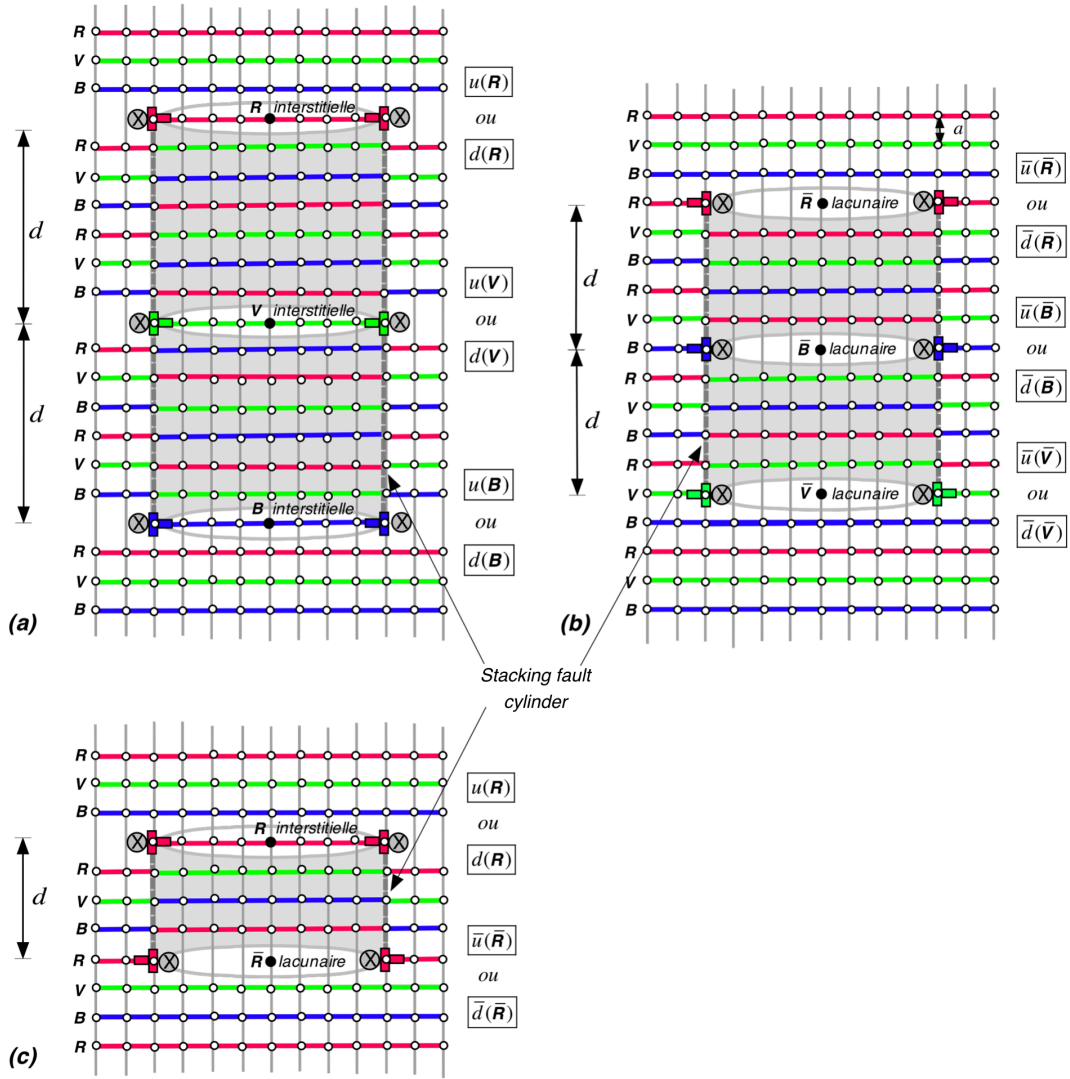 R
V
B
u(R)
R interstitielle
ou
R
d(R)
V
B
R
d
V
B
u(V)
V interstitielle
ou
R
d(V)
V
B
d
R
V
B
u(B)
B interstitielle
ou
R
d(B)
V
B
(a)
R
a
V
B
u̅(R̅)
R
R̅ lacunaire
ou
V
d̅(R̅)
B
d
R
V
u̅(B̅)
B
B̅ lacunaire
ou
R
d̅(B̅)
V
d
B
R
u̅(V̅)
V
V̅ lacunaire
ou
B
d̅(V̅)
R
V
B
(b)
Stacking fault
cylinder
R
V
u(R)
B
R interstitielle
ou
R
d(R)
V
d
B
u̅(R̅)
R
R̅ lacunaire
ou
V
d̅(R̅)
B
R
(c)